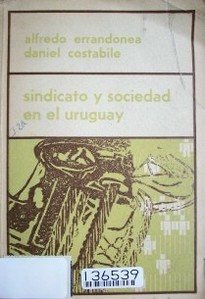 alfredo errandonea
daniel costabile
sindicato y sociedad
en el uruguay
136539